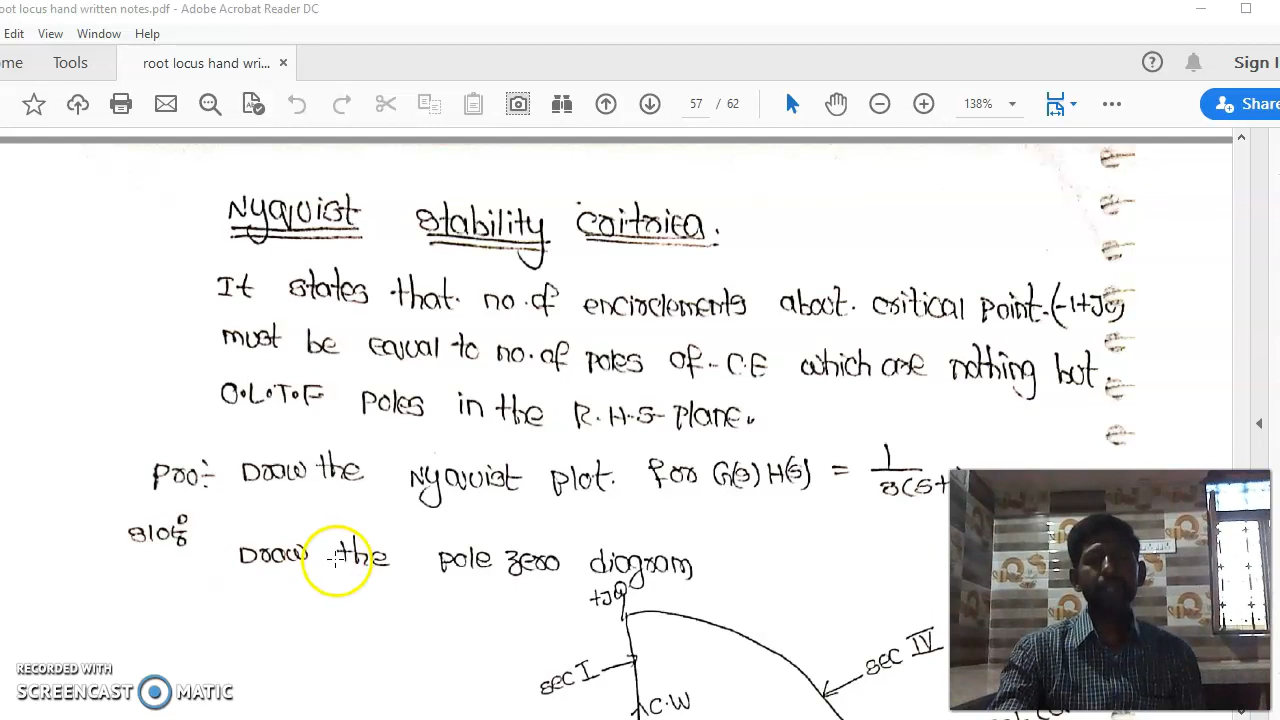 root locus hand written notes.pdf - Adobe Acrobat Reader DC
Edit View Window Help
ome Tools root locus hand wri... × Sign I
57 / 62 138% Share
Nyquist stability critrica.
It states that no.of encirclements about critical point.(-1+J0)
must be equal to no.of poles of C.E which are nothing but
O.L.T.F poles in the R.H.S-plane.
Pro:- Draw the Nyquist plot for G(s)H(s) = 1
s(s+
Draw the pole zero diagram
sec I
sec IV
C.W
RECORDED WITH
SCREENCAST MATIC